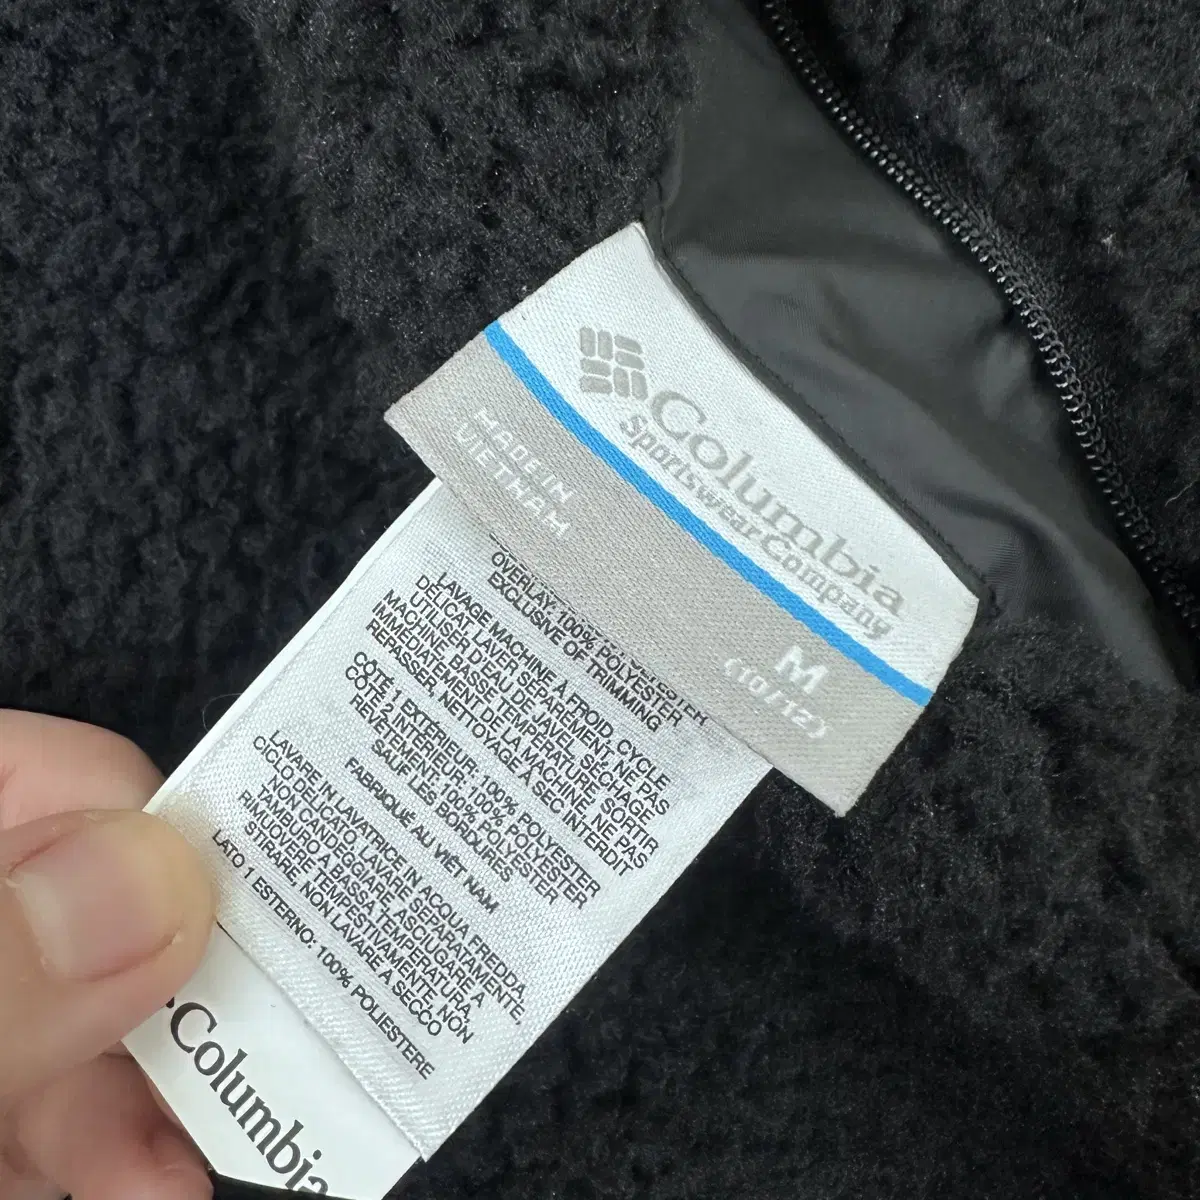 Columbia
Sportswear Company
MADE IN
VIETNAM
M
(10/12)
OVERLAY: 100% POLYESTER
EXCLUSIVE OF TRIMMING
LAVAGE MACHINE À FROID, CYCLE
DÉLICAT, LAVER SÉPARÉMENT, NE PAS
UTILISER D'EAU DE JAVEL, SÉCHAGE
MACHINE BASSE TEMPÉRATURE, SORTIR
IMMÉDIATEMENT DE LA MACHINE, NE PAS
REPASSER, NETTOYAGE À SEC INTERDIT
CÔTÉ 1 EXTÉRIEUR: 100% POLYESTER
CÔTÉ 2 INTÉRIEUR: 100% POLYESTER
REVÊTEMENT: 100% POLYESTER
SAUF LES BORDURES
FABRIQUÉ AU VIÊT NAM
LAVARE IN LAVATRICE IN ACQUA FREDDA,
CICLO DELICATO, LAVARE SEPARATAMENTE,
NON CANDEGGIARE, ASCIUGARE A
TAMBURO A BASSA TEMPERATURA,
RIMUOVERE TEMPESTIVAMENTE, NON
STIRARE, NON LAVARE A SECCO
LATO 1 ESTERNO: 100% POLIESTERE
Columbia